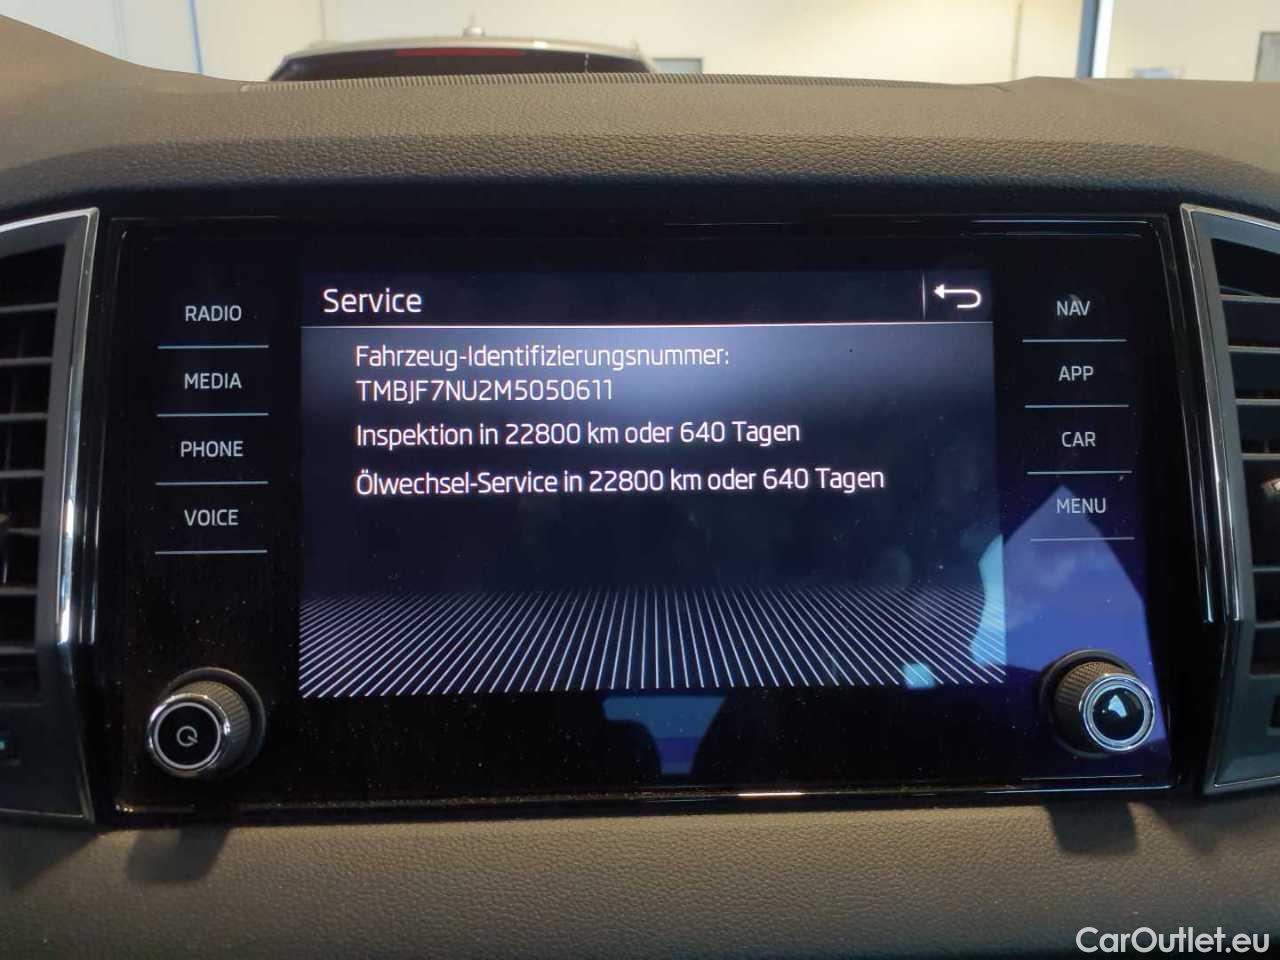 Service
RADIO
MEDIA
PHONE
VOICE
Fahrzeug-Identifizierungsnummer:
TMBJF7NU2M5050611
Inspektion in 22800 km oder 640 Tagen
Ölwechsel-Service in 22800 km oder 640 Tagen
NAV
APP
CAR
MENU
CarOutlet.eu